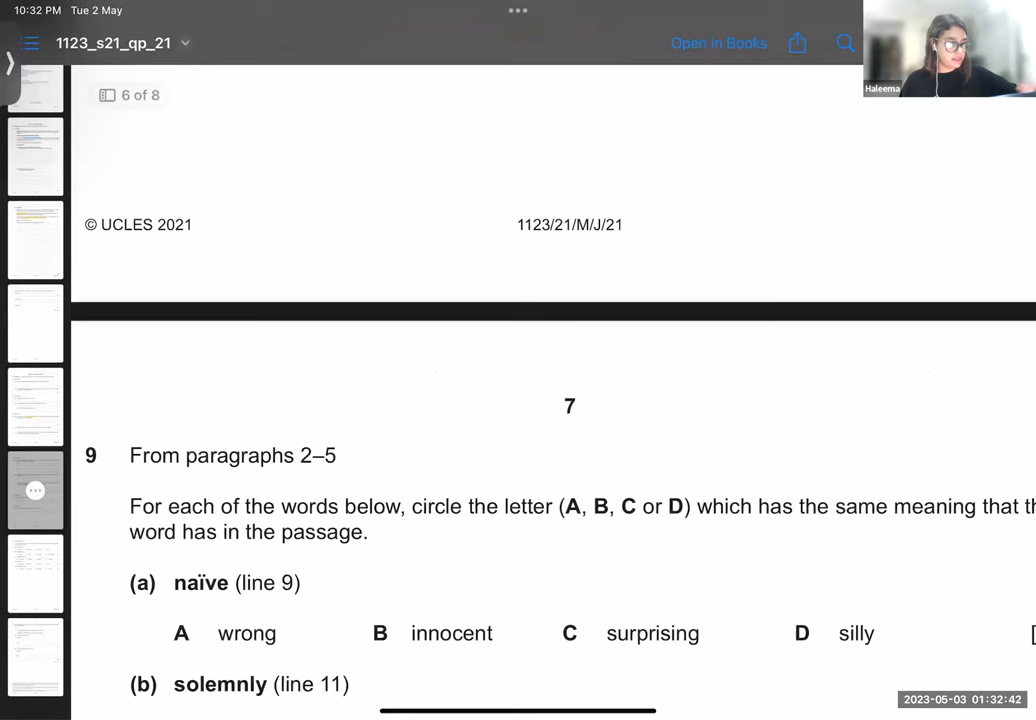 10:32 PM Tue 2 May
1123_s21_qp_21
Open in Books
Haleema
6 of 8
© UCLES 2021
1123/21/M/J/21
7
9 From paragraphs 2–5
For each of the words below, circle the letter (A, B, C or D) which has the same meaning that
word has in the passage.
(a) naïve (line 9)
A wrong B innocent C surprising D silly
(b) solemnly (line 11)
2023-05-03 01:32:42